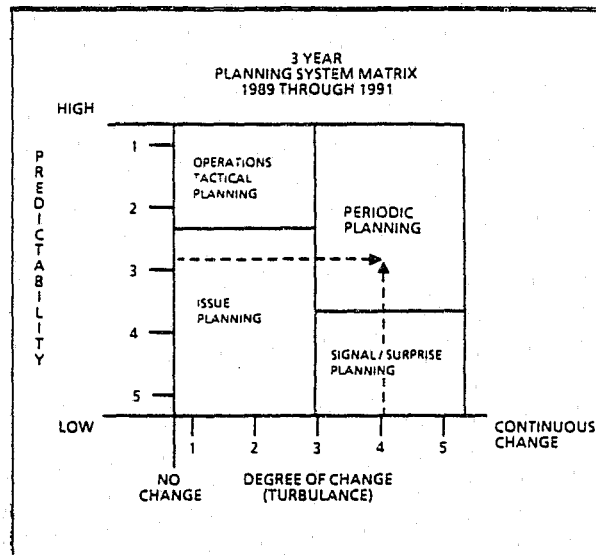 3 YEAR
PLANNING SYSTEM MATRIX
1989 THROUGH 1991
HIGH
PREDICTABILITY
1
2
3
4
5
OPERATIONS
TACTICAL
PLANNING
PERIODIC
PLANNING
ISSUE
PLANNING
SIGNAL/SURPRISE
PLANNING
LOW
1 2 3 4 5
CONTINUOUS
CHANGE
NO
CHANGE
DEGREE OF CHANGE
(TURBULANCE)